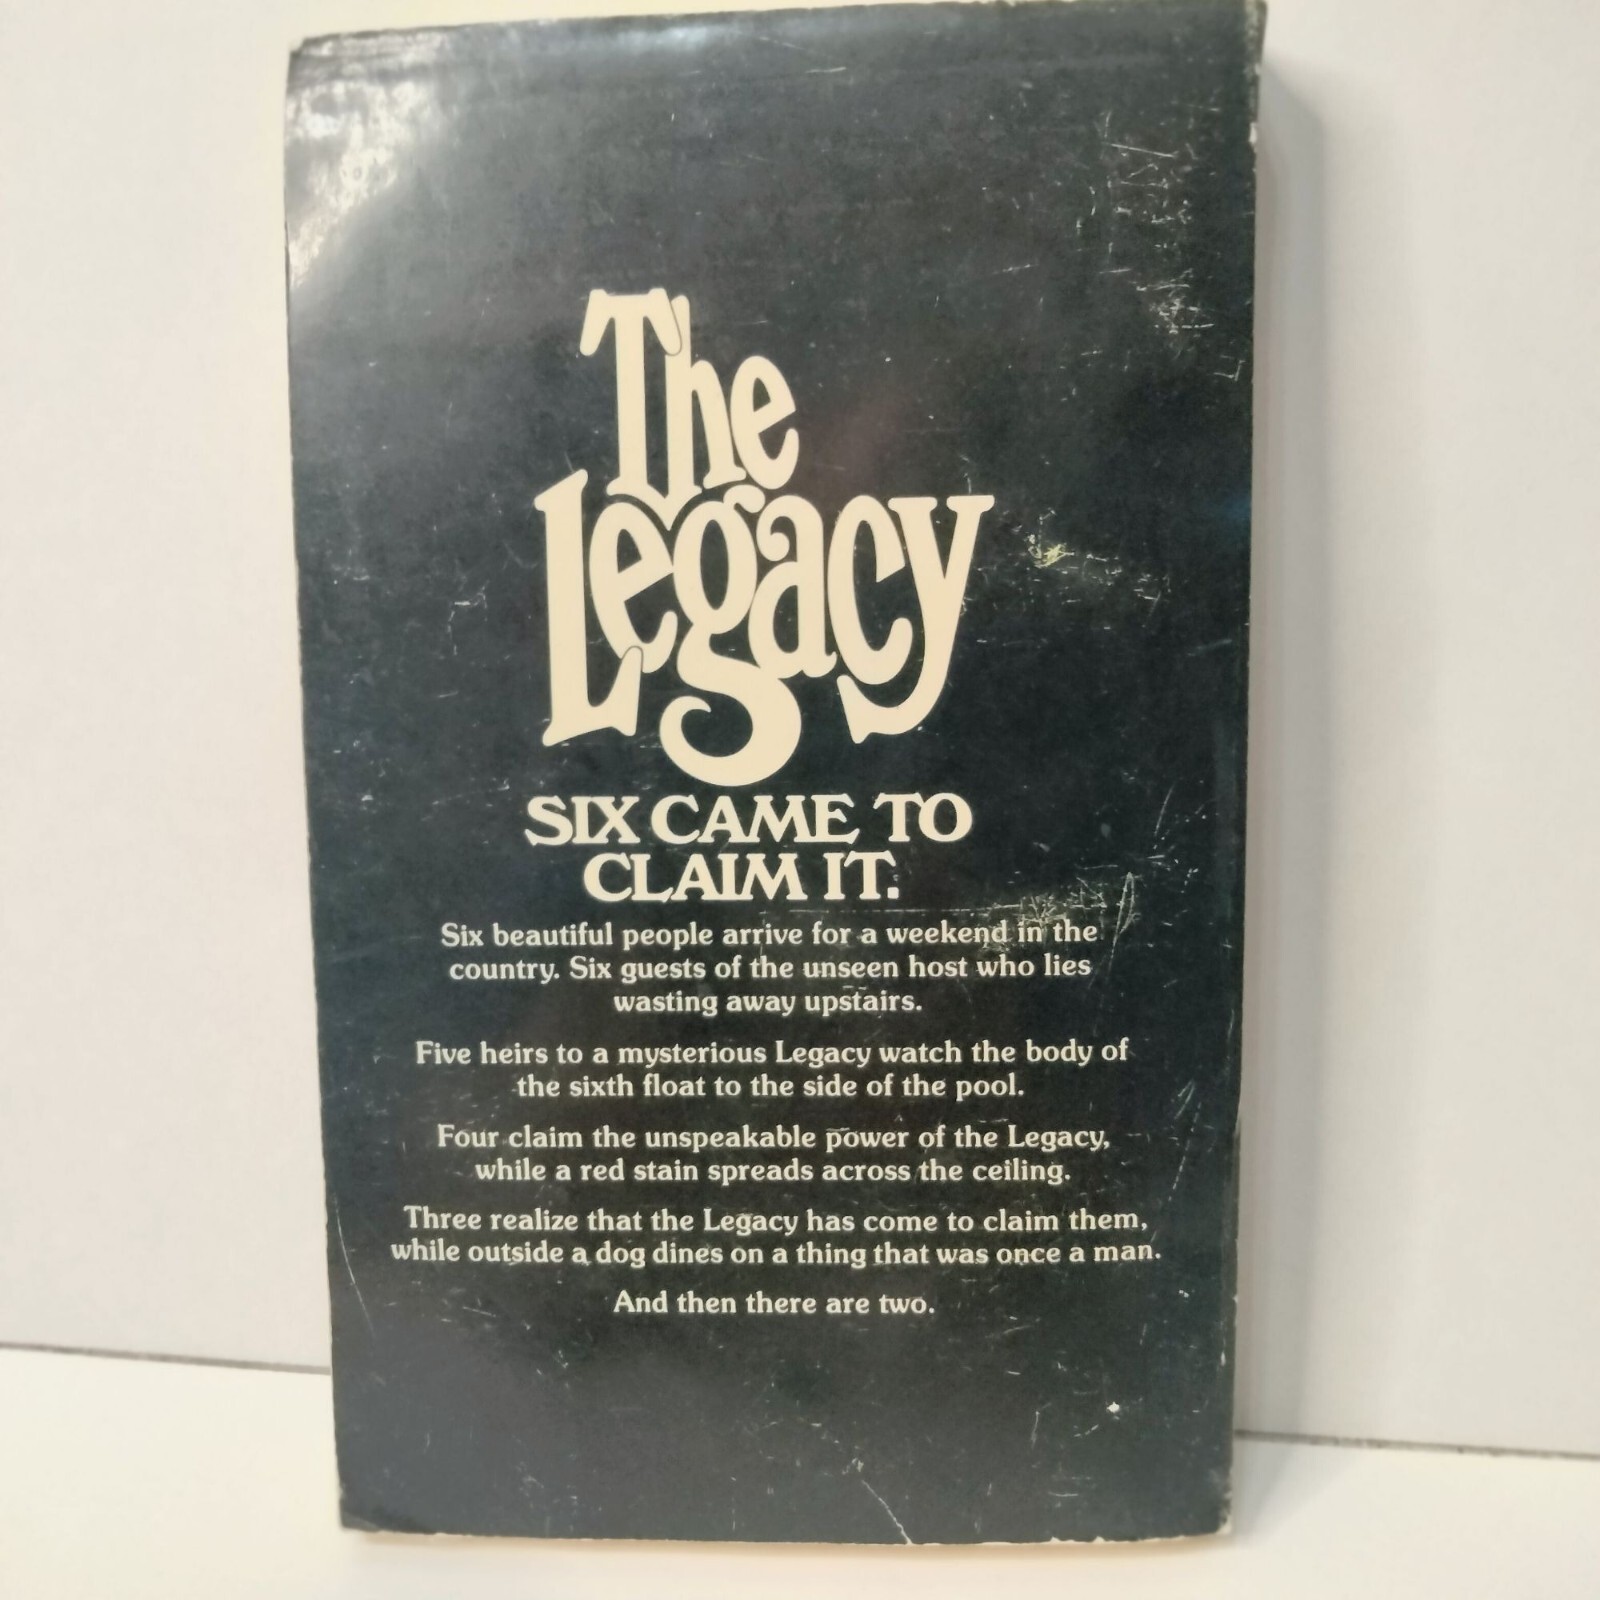 The
Legacy
SIX CAME TO
CLAIM IT.
Six beautiful people arrive for a weekend in the
country. Six guests of the unseen host who lies
wasting away upstairs.
Five heirs to a mysterious Legacy watch the body of
the sixth float to the side of the pool.
Four claim the unspeakable power of the Legacy,
while a red stain spreads across the ceiling.
Three realize that the Legacy has come to claim them,
while outside a dog dines on a thing that was once a man.
And then there are two.